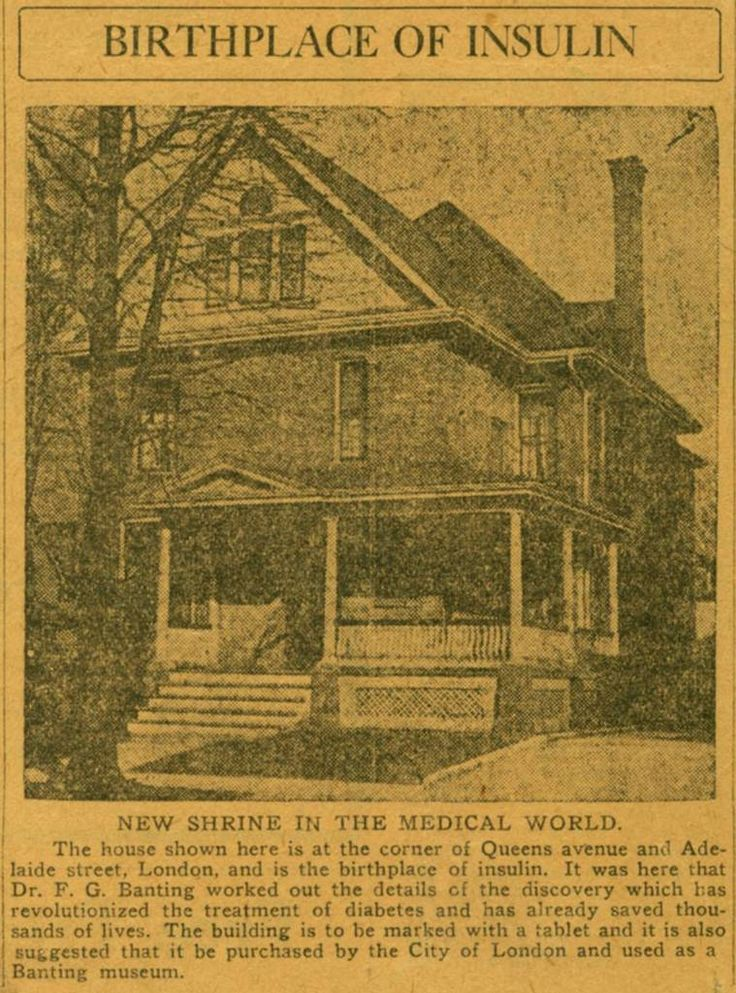 BIRTHPLACE OF INSULIN
NEW SHRINE IN THE MEDICAL WORLD.
The house shown here is at the corner of Queens avenue and Ade-
laide street, London, and is the birthplace of insulin. It was here that
Dr. F. G. Banting worked out the details of the discovery which has
revolutionized the treatment of diabetes and has already saved thou-
sands of lives. The building is to be marked with a tablet and it is also
suggested that it be purchased by the City of London and used as a
Banting museum.